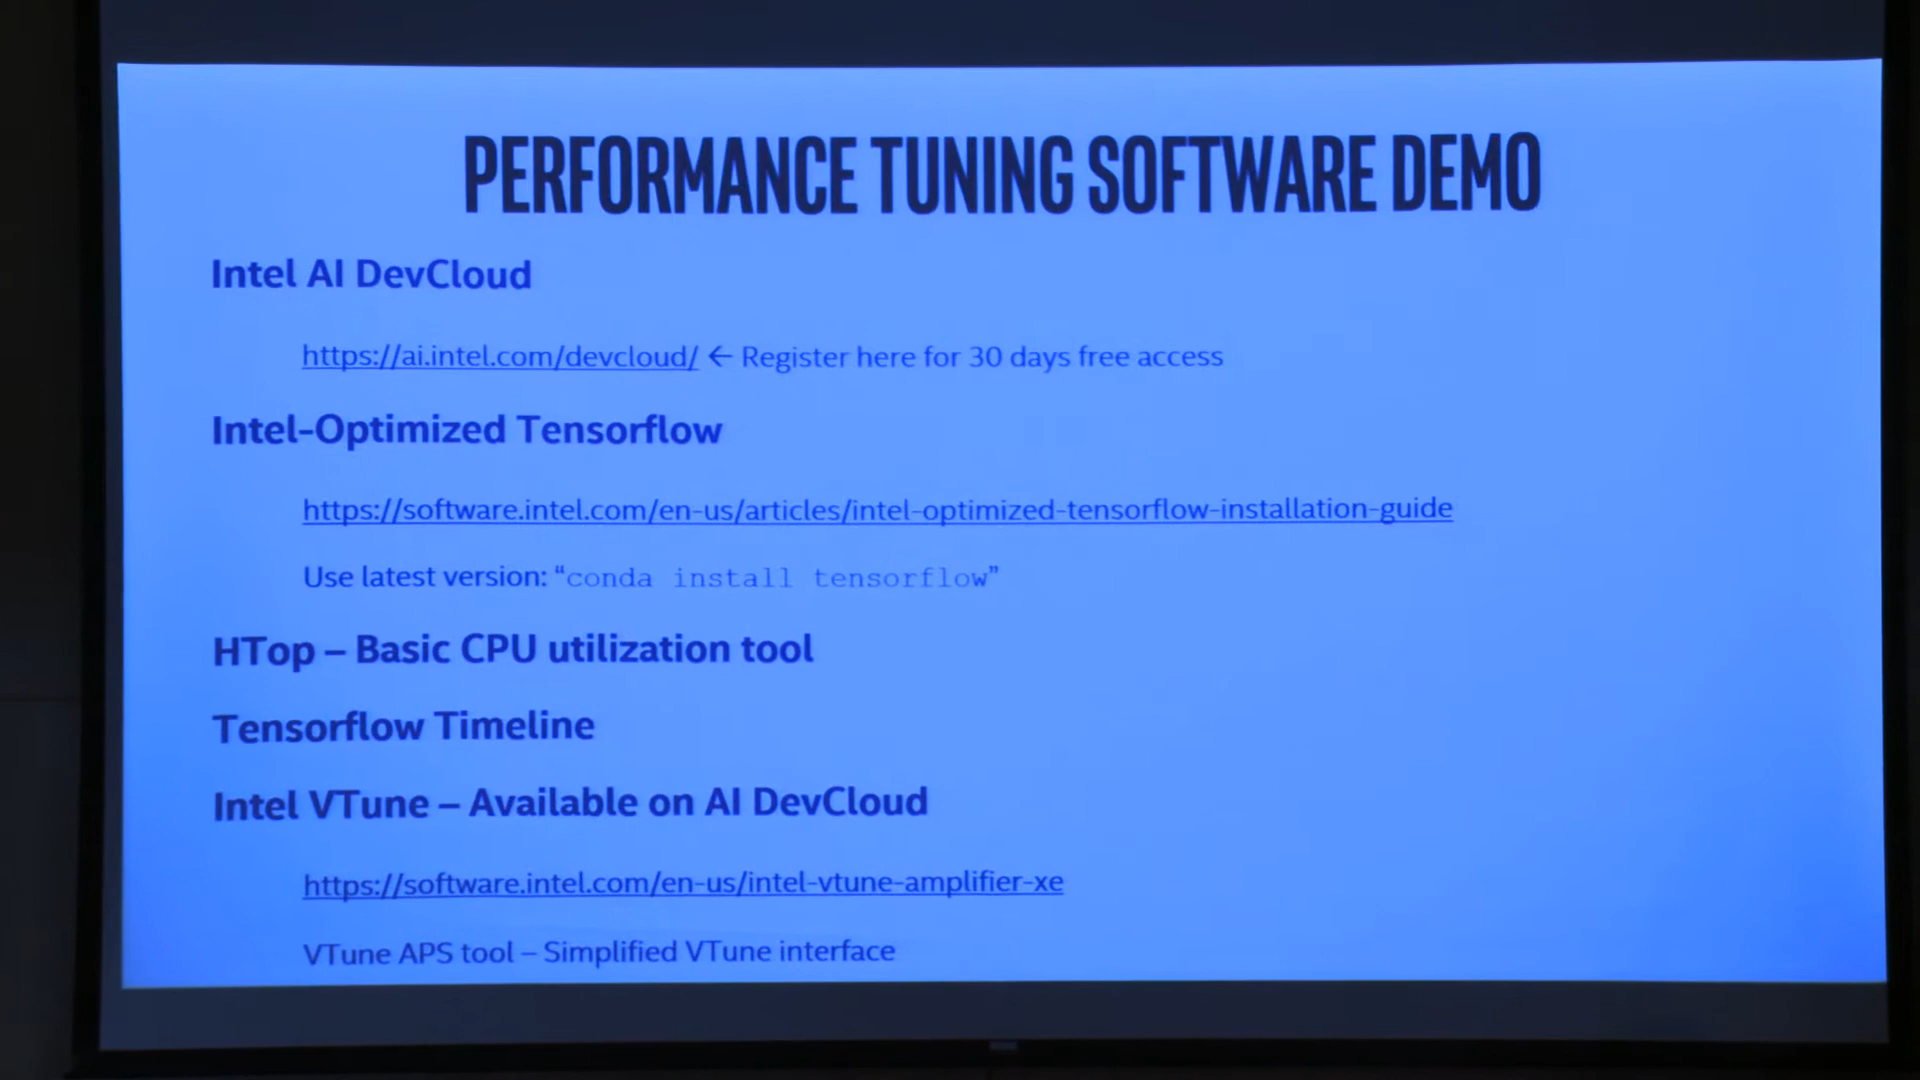 PERFORMANCE TUNING SOFTWARE DEMO
Intel AI DevCloud
https://ai.intel.com/devcloud/ ← Register here for 30 days free access
Intel-Optimized Tensorflow
https://software.intel.com/en-us/articles/intel-optimized-tensorflow-installation-guide
Use latest version: “conda install tensorflow”
HTop – Basic CPU utilization tool
Tensorflow Timeline
Intel VTune – Available on AI DevCloud
https://software.intel.com/en-us/intel-vtune-amplifier-xe
VTune APS tool – Simplified VTune interface